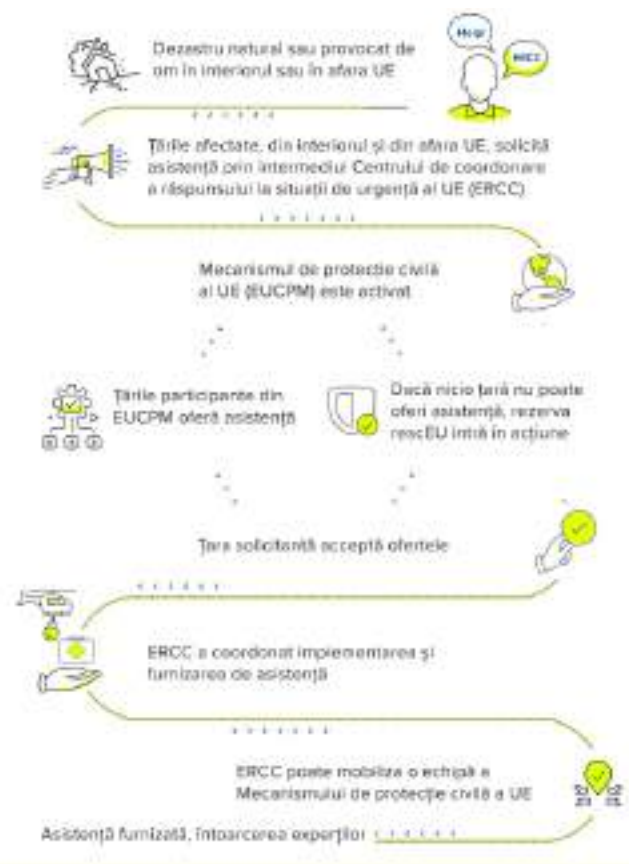 Dezastru natural sau provocat de
om în interiorul sau în afara UE
Help!
ERCC
Țările afectate, din interiorul și din afara UE, solicită
asistență prin intermediul Centrului de coordonare
a răspunsului la situații de urgență al UE (ERCC)
Mecanismul de protecție civilă
al UE (EUCPM) este activat
Țările participante din
EUCPM oferă asistență
Dacă nicio țară nu poate
oferi asistență, rezerva
rescEU intră în acțiune
Țara solicitantă acceptă ofertele
ERCC a coordonat implementarea și
furnizarea de asistență
ERCC poate mobiliza o echipă a
Mecanismului de protecție civilă a UE
Asistență furnizată, întoarcerea experților